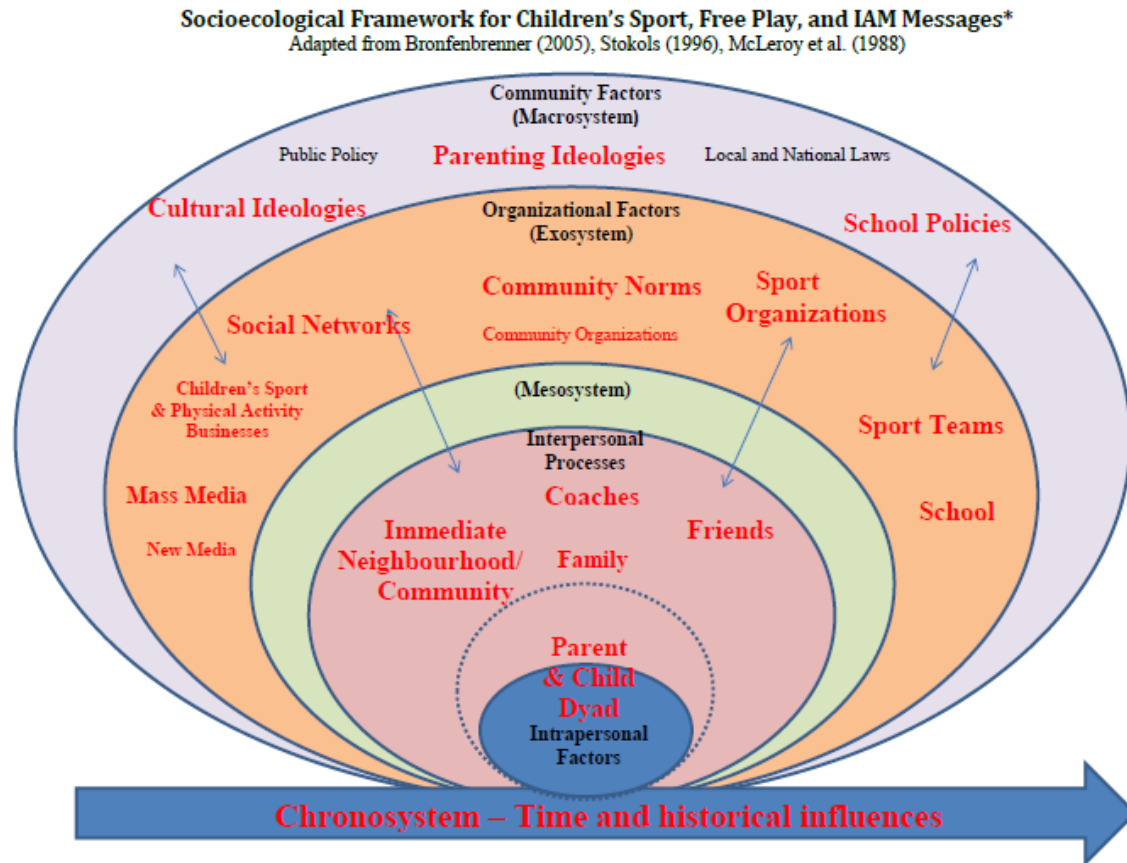 Socioecological Framework for Children's Sport, Free Play, and IAM Messages*
Adapted from Bronfenbrenner (2005), Stokols (1996), McLeroy et al. (1988)
Community Factors
(Macrosystem)
Public Policy
Parenting Ideologies
Local and National Laws
Cultural Ideologies
Organizational Factors
(Exosystem)
School Policies
Community Norms
Sport
Organizations
Social Networks
Community Organizations
Children's Sport
& Physical Activity
Businesses
(Mesosystem)
Sport Teams
Interpersonal
Processes
Mass Media
Coaches
School
Immediate
Neighbourhood/
Community
Friends
New Media
Family
Parent
& Child
Dyad
Intrapersonal
Factors
Chronosystem – Time and historical influences